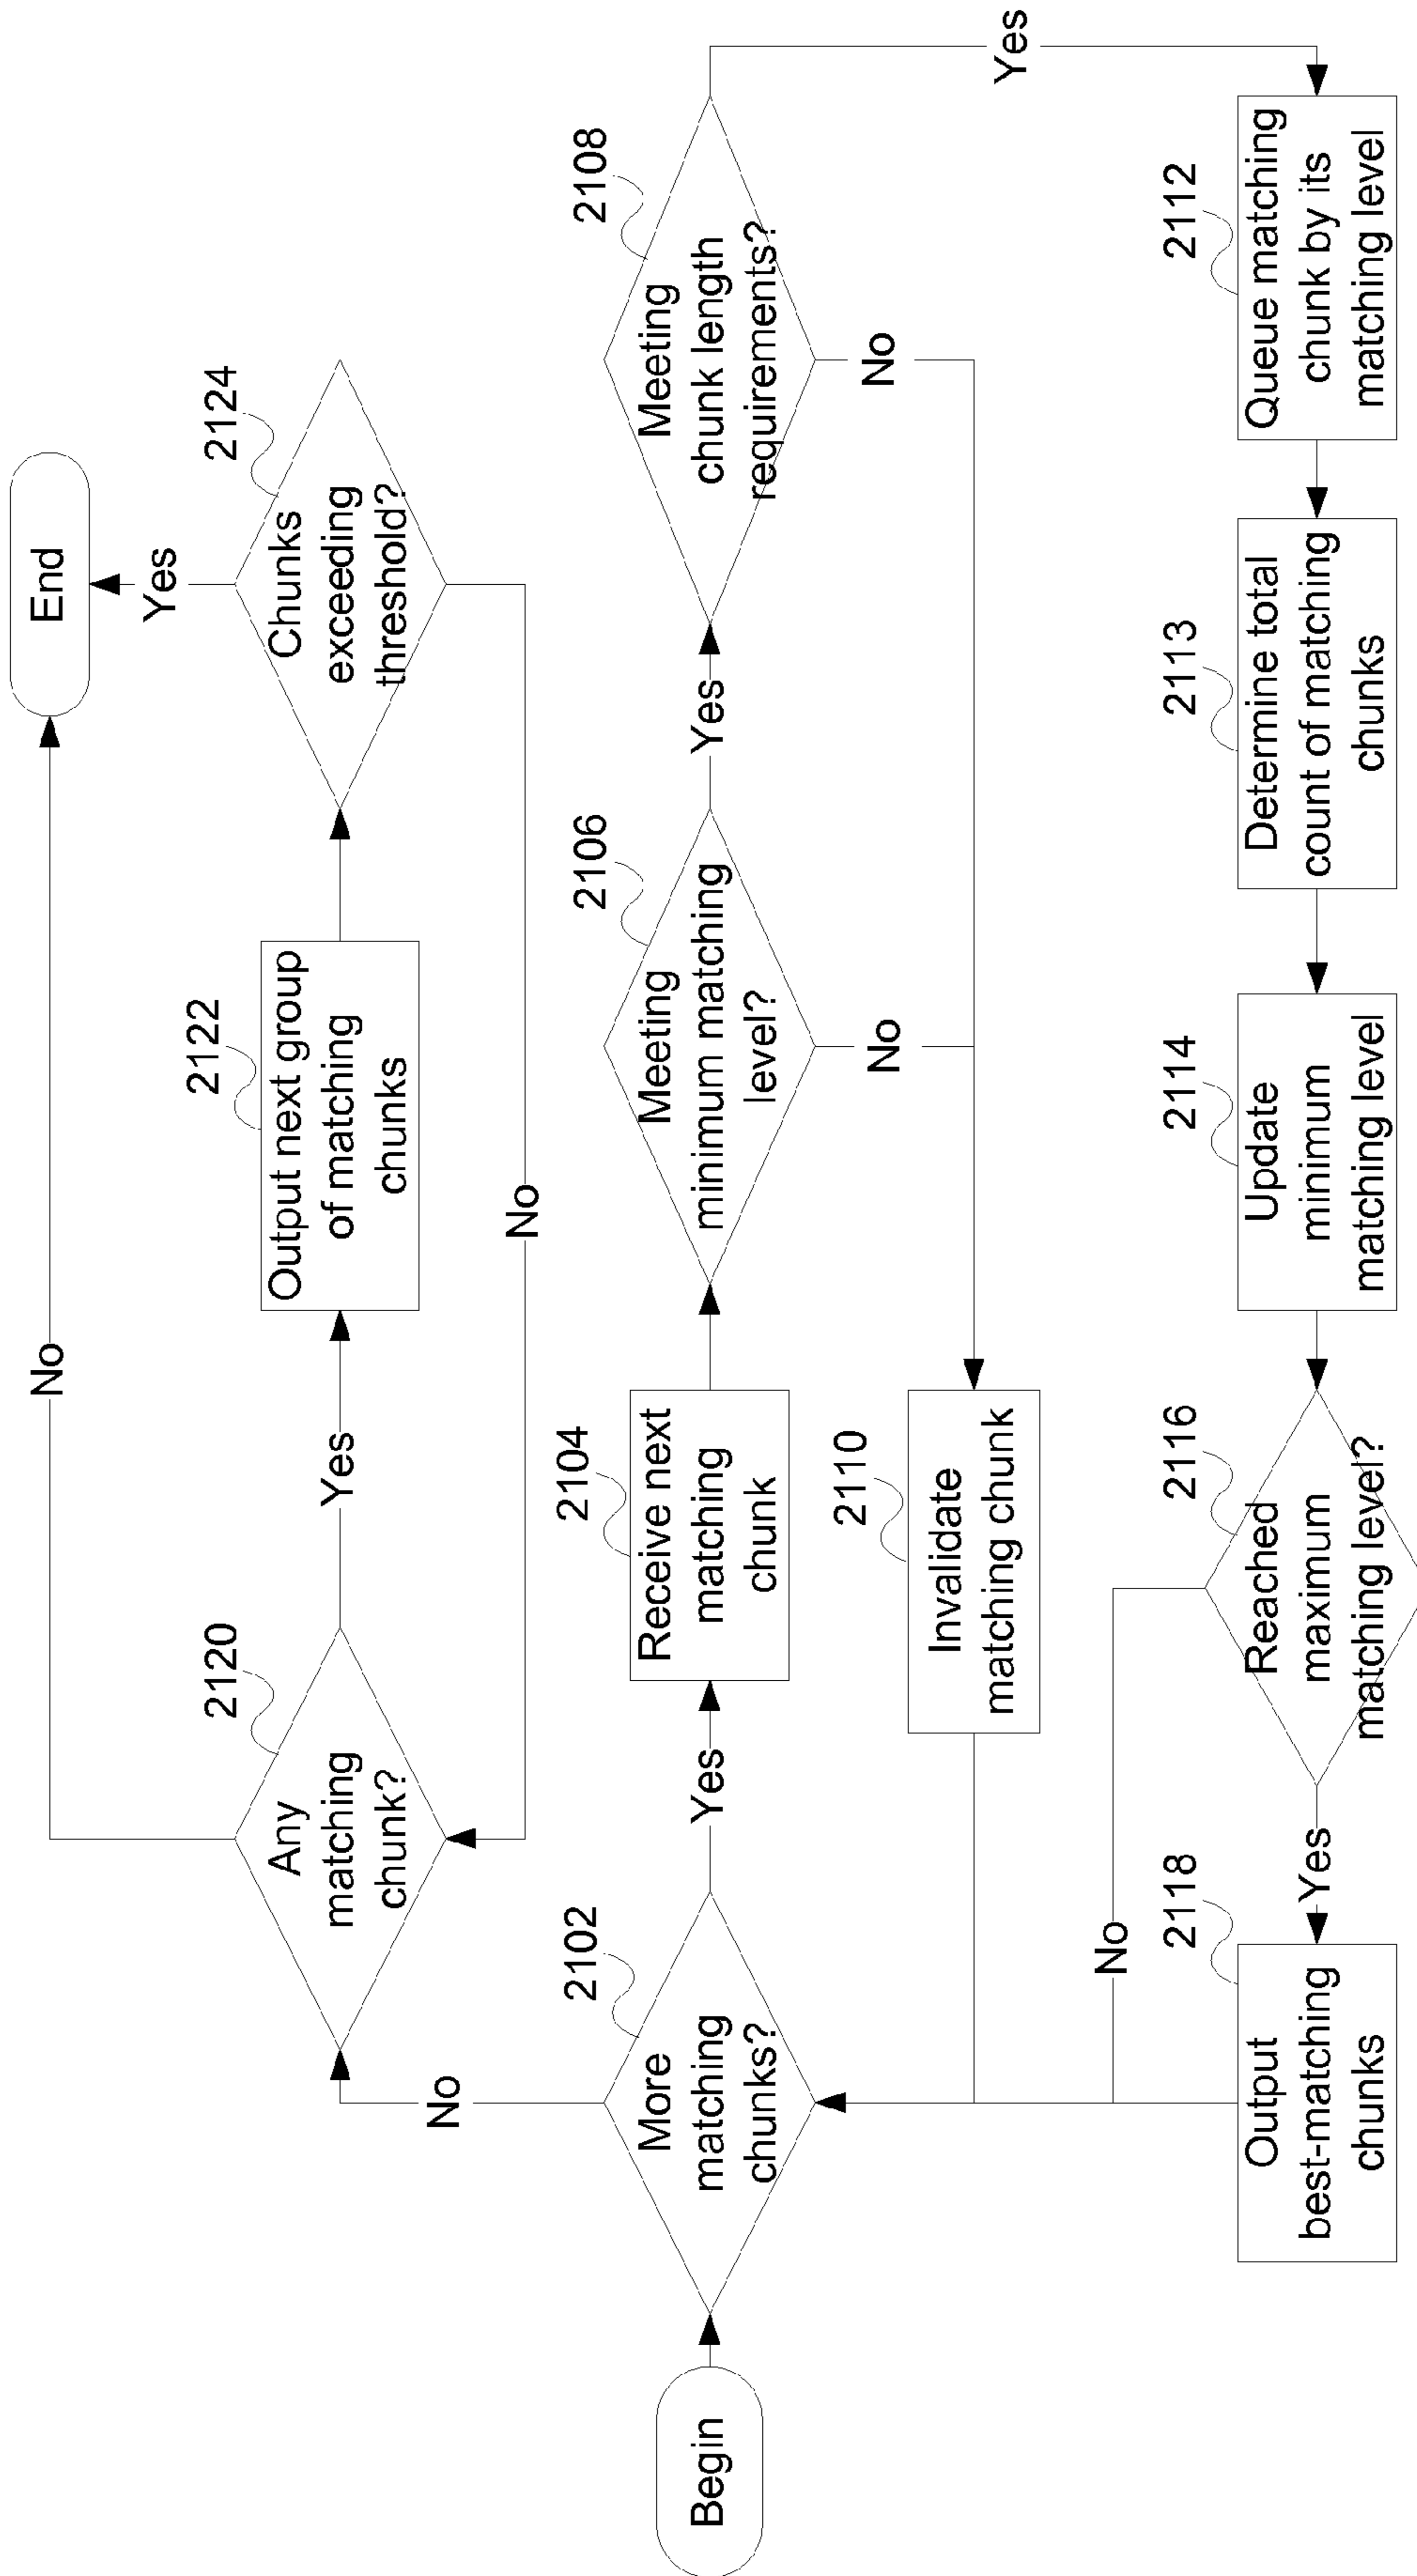 No
End
Yes
2120
Any
matching
chunk?
Yes
2122
Output next group
of matching
chunks
2124
Chunks
exceeding
threshold?
No
No
Begin
2102
More
matching
chunks?
Yes
2104
Receive next
matching
chunk
2106
Meeting
minimum matching
level?
Yes
2108
Meeting
chunk length
requirements?
No
No
Yes
2110
Invalidate
matching chunk
No
2118
Output
best-matching
chunks
Yes
2116
Reached
maximum
matching level?
2114
Update
minimum
matching level
2113
Determine total
count of matching
chunks
2112
Queue matching
chunk by its
matching level